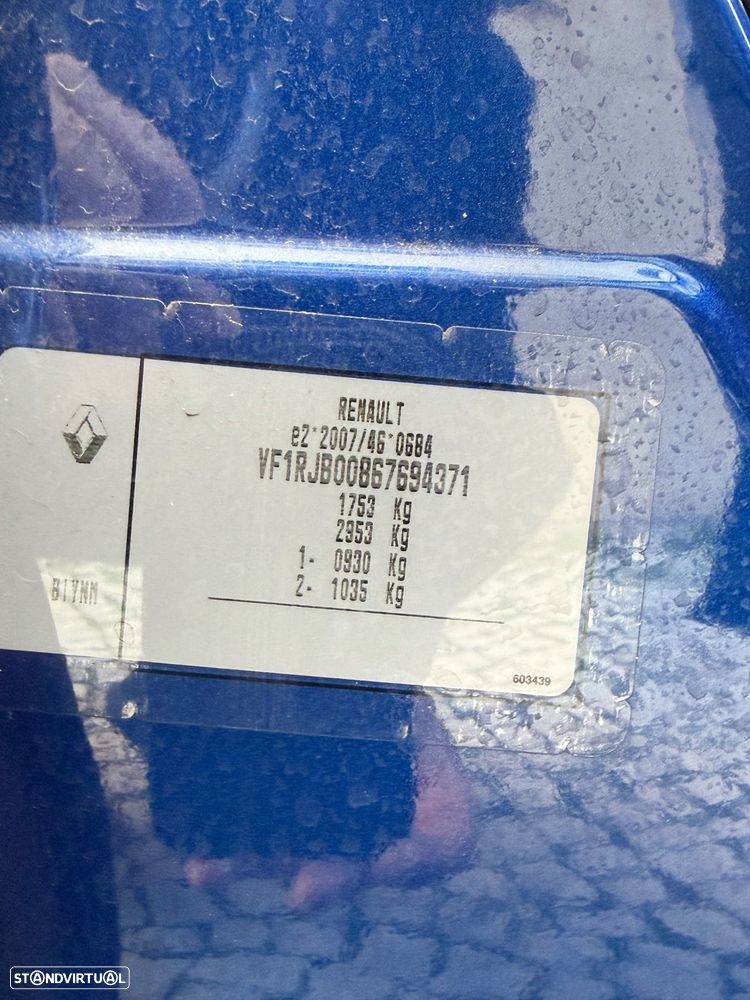 RENAULT
e2*2007/46*0684
VF1RJB00867694371
1753 Kg
2953 Kg
1- 0930 Kg
2- 1035 Kg
BIYNM
603439
STANDVIRTUAL